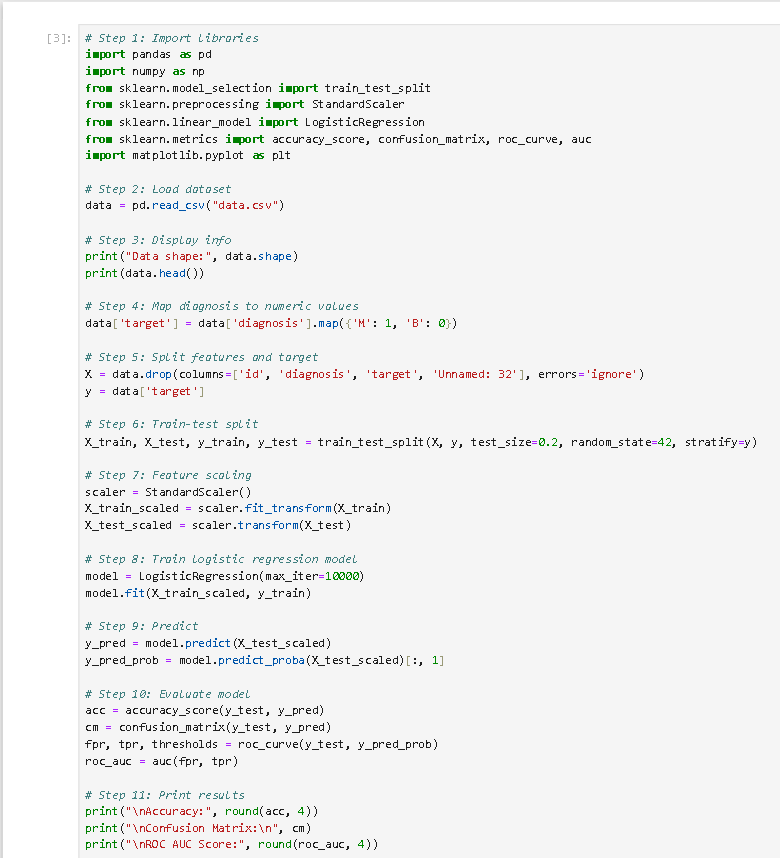 [3]: # Step 1: Import libraries
import pandas as pd
import numpy as np
from sklearn.model_selection import train_test_split
from sklearn.preprocessing import StandardScaler
from sklearn.linear_model import LogisticRegression
from sklearn.metrics import accuracy_score, confusion_matrix, roc_curve, auc
import matplotlib.pyplot as plt
# Step 2: Load dataset
data = pd.read_csv("data.csv")
# Step 3: Display info
print("Data shape:", data.shape)
print(data.head())
# Step 4: Map diagnosis to numeric values
data['target'] = data['diagnosis'].map({'M': 1, 'B': 0})
# Step 5: Split features and target
X = data.drop(columns=['id', 'diagnosis', 'target', 'Unnamed: 32'], errors='ignore')
y = data['target']
# Step 6: Train-test split
X_train, X_test, y_train, y_test = train_test_split(X, y, test_size=0.2, random_state=42, stratify=y)
# Step 7: Feature scaling
scaler = StandardScaler()
X_train_scaled = scaler.fit_transform(X_train)
X_test_scaled = scaler.transform(X_test)
# Step 8: Train logistic regression model
model = LogisticRegression(max_iter=10000)
model.fit(X_train_scaled, y_train)
# Step 9: Predict
y_pred = model.predict(X_test_scaled)
y_pred_prob = model.predict_proba(X_test_scaled)[:, 1]
# Step 10: Evaluate model
acc = accuracy_score(y_test, y_pred)
cm = confusion_matrix(y_test, y_pred)
fpr, tpr, thresholds = roc_curve(y_test, y_pred_prob)
roc_auc = auc(fpr, tpr)
# Step 11: Print results
print("\nAccuracy:", round(acc, 4))
print("\nConfusion Matrix:\n", cm)
print("\nROC AUC Score:", round(roc_auc, 4))